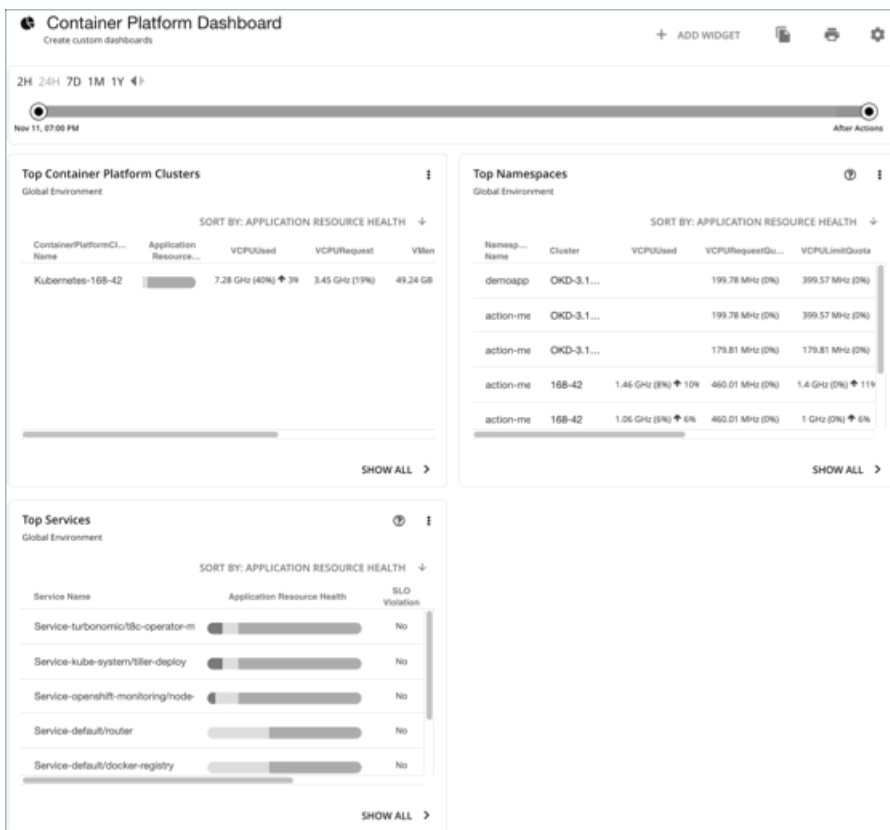 Container Platform Dashboard
Create custom dashboards
+ ADD WIDGET
2H 24H 7D 1M 1Y
Nov 11, 07:00 PM
After Actions
Top Container Platform Clusters
Global Environment
SORT BY: APPLICATION RESOURCE HEALTH ↓
ContainerPlatformCl... Name Application Resource... VCPUUsed VCPURequest VMem
Kubernetes-168-42 7.28 GHz (40%) ↑ 3% 3.45 GHz (19%) 49.24 GB
SHOW ALL >
Top Namespaces
Global Environment
SORT BY: APPLICATION RESOURCE HEALTH ↓
Namesp... Name Cluster VCPUUsed VCPURequestQu... VCPULimitQuota
demoapp OKD-3.1... 199.78 MHz (0%) 399.57 MHz (0%)
action-me OKD-3.1... 199.78 MHz (0%) 399.57 MHz (0%)
action-me OKD-3.1... 179.81 MHz (0%) 179.81 MHz (0%)
action-me 168-42 1.46 GHz (8%) ↑ 10% 460.01 MHz (0%) 1.4 GHz (0%) ↑ 11%
action-me 168-42 1.06 GHz (6%) ↑ 6% 460.01 MHz (0%) 1 GHz (0%) ↑ 6%
SHOW ALL >
Top Services
Global Environment
SORT BY: APPLICATION RESOURCE HEALTH ↓
Service Name Application Resource Health SLO Violation
Service-turbonomic/t8c-operator-m No
Service-kube-system/tiller-deploy No
Service-openshift-monitoring/node- No
Service-default/router No
Service-default/docker-registry No
SHOW ALL >